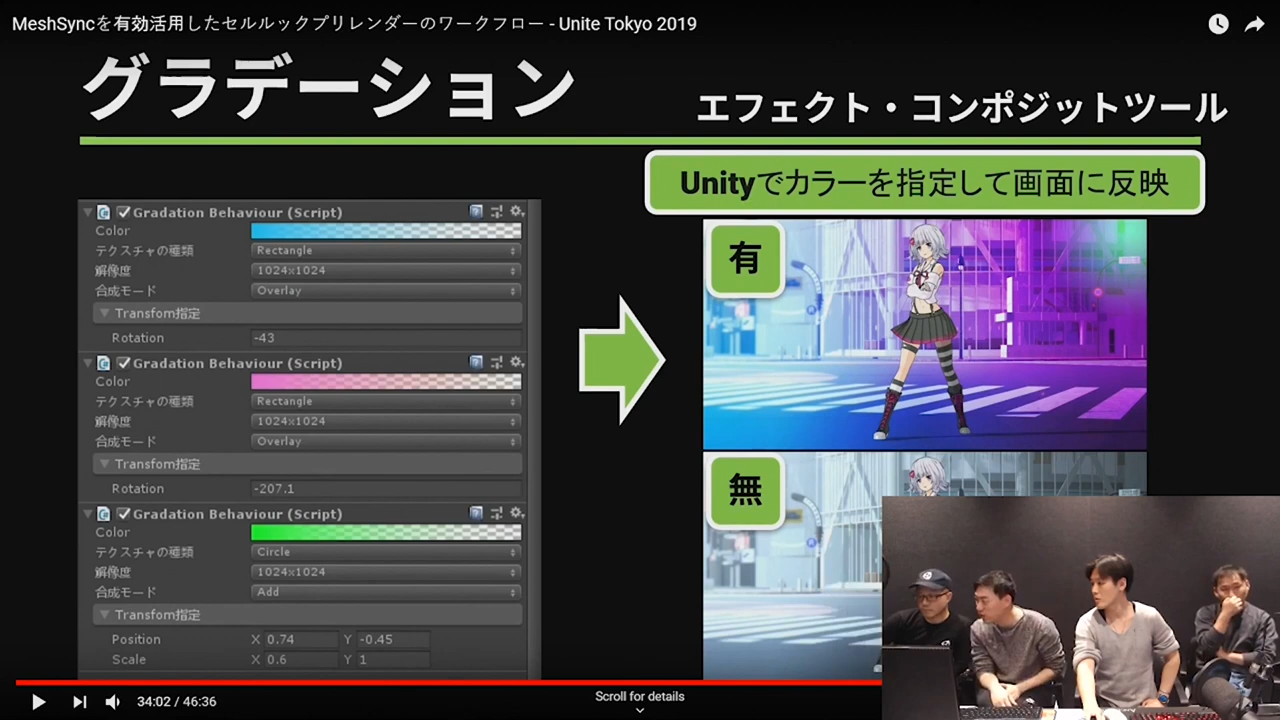 MeshSyncを有効活用したセルルックプリレンダーのワークフロー - Unite Tokyo 2019
グラデーション
エフェクト・コンポジットツール
Unityでカラーを指定して画面に反映
Gradation Behaviour (Script)
Color
テクスチャの種類 Rectangle
解像度 1024x1024
合成モード Overlay
Transfom指定
Rotation -43
Gradation Behaviour (Script)
Color
テクスチャの種類 Rectangle
解像度 1024x1024
合成モード Overlay
Transfom指定
Rotation -207.1
Gradation Behaviour (Script)
Color
テクスチャの種類 Circle
解像度 1024x1024
合成モード Add
Transfom指定
Position X 0.74 Y -0.45
Scale X 0.6 Y 1
有
無
34:02 / 46:36
Scroll for details